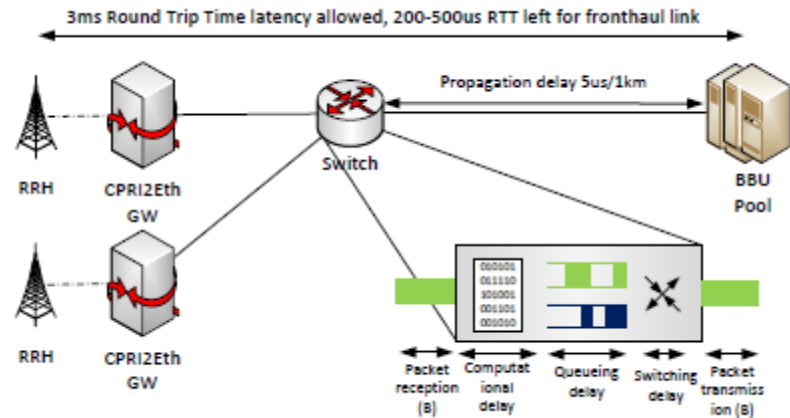 3ms Round Trip Time latency allowed, 200-500us RTT left for fronthaul link
Propagation delay 5us/1km
Switch
RRH
CPRI2Eth
GW
BBU
Pool
010101
011110
101001
001101
001010
RRH
CPRI2Eth
GW
Packet
reception
(B)
Computat
ional
delay
Queueing
delay
Switching
delay
Packet
transmiss
ion (B)